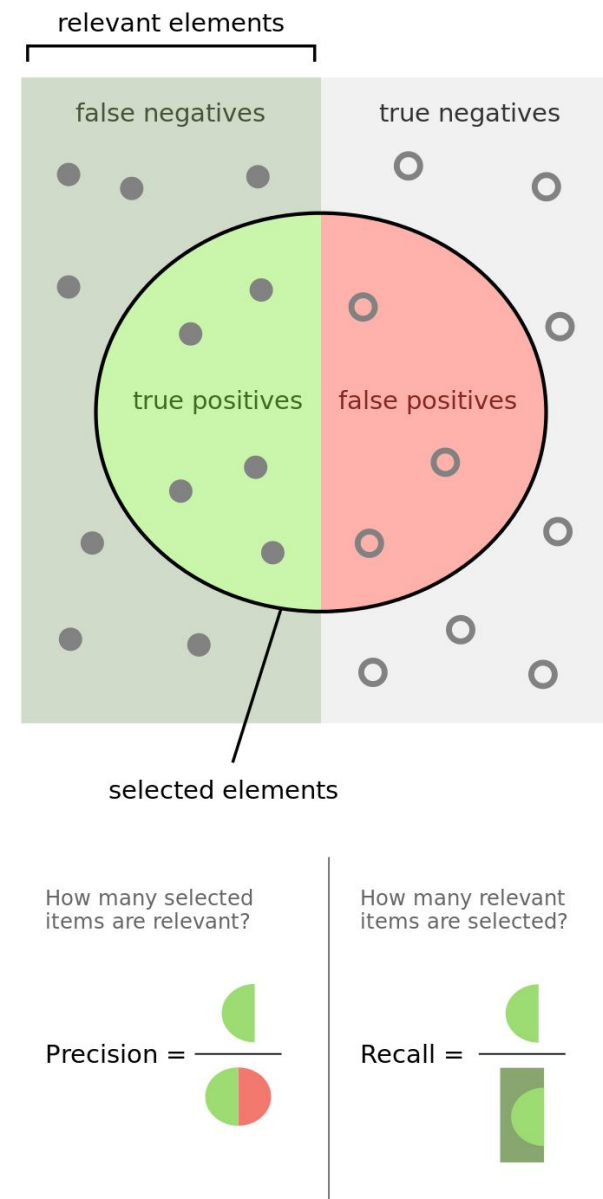 relevant elements
false negatives
true negatives
true positives
false positives
selected elements
How many selected
items are relevant?
How many relevant
items are selected?
Precision =
Recall =